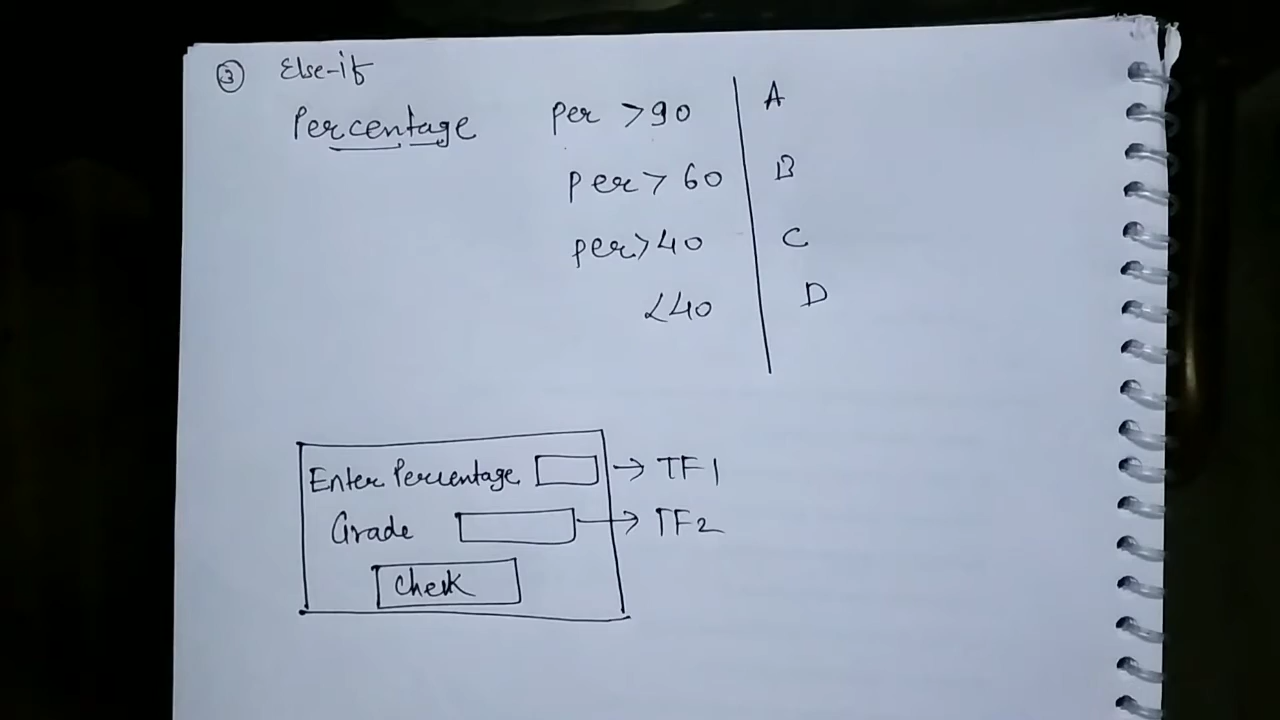 ③ Else-if
Percentage per >90 A
per > 60 B
per>40 C
<40 D
Enter Percentage → TF1
Grade → TF2
Check